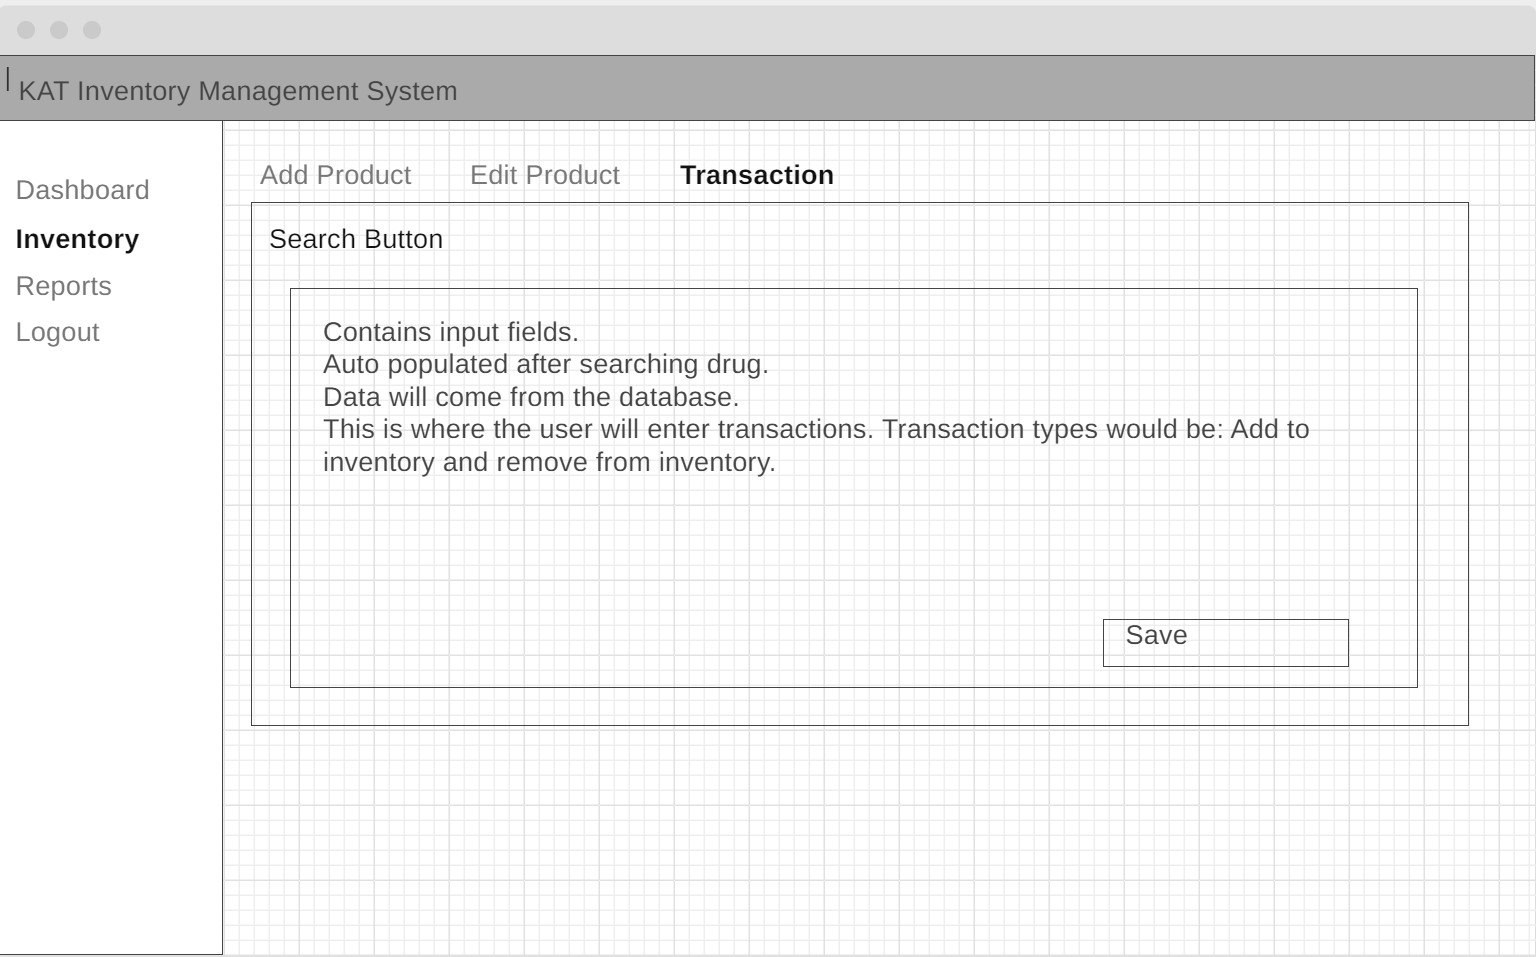 KAT Inventory Management System
Dashboard
Inventory
Reports
Logout
Add Product Edit Product Transaction
Search Button
Contains input fields.
Auto populated after searching drug.
Data will come from the database.
This is where the user will enter transactions. Transaction types would be: Add to
inventory and remove from inventory.
Save